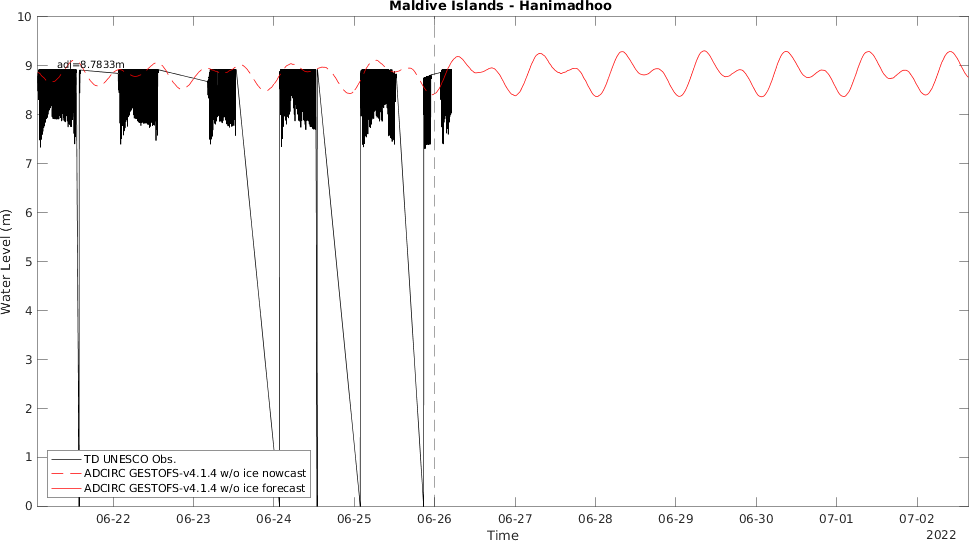 Maldive Islands - Hanimadhoo
10
9
8
7
6
5
4
3
2
1
0
Water Level (m)
adj=8.7833m
TD UNESCO Obs.
ADCIRC GESTOFS-v4.1.4 w/o ice nowcast
ADCIRC GESTOFS-v4.1.4 w/o ice forecast
06-22 06-23 06-24 06-25 06-26 06-27 06-28 06-29 06-30 07-01 07-02
Time
2022